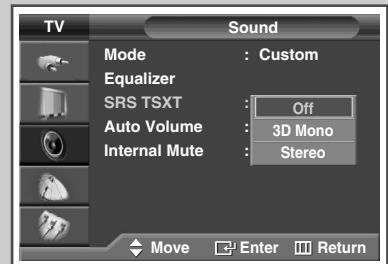 TV Sound
Mode : Custom
Equalizer
SRS TSXT : Off
Auto Volume : 3D Mono
Internal Mute : Stereo
Move Enter Return